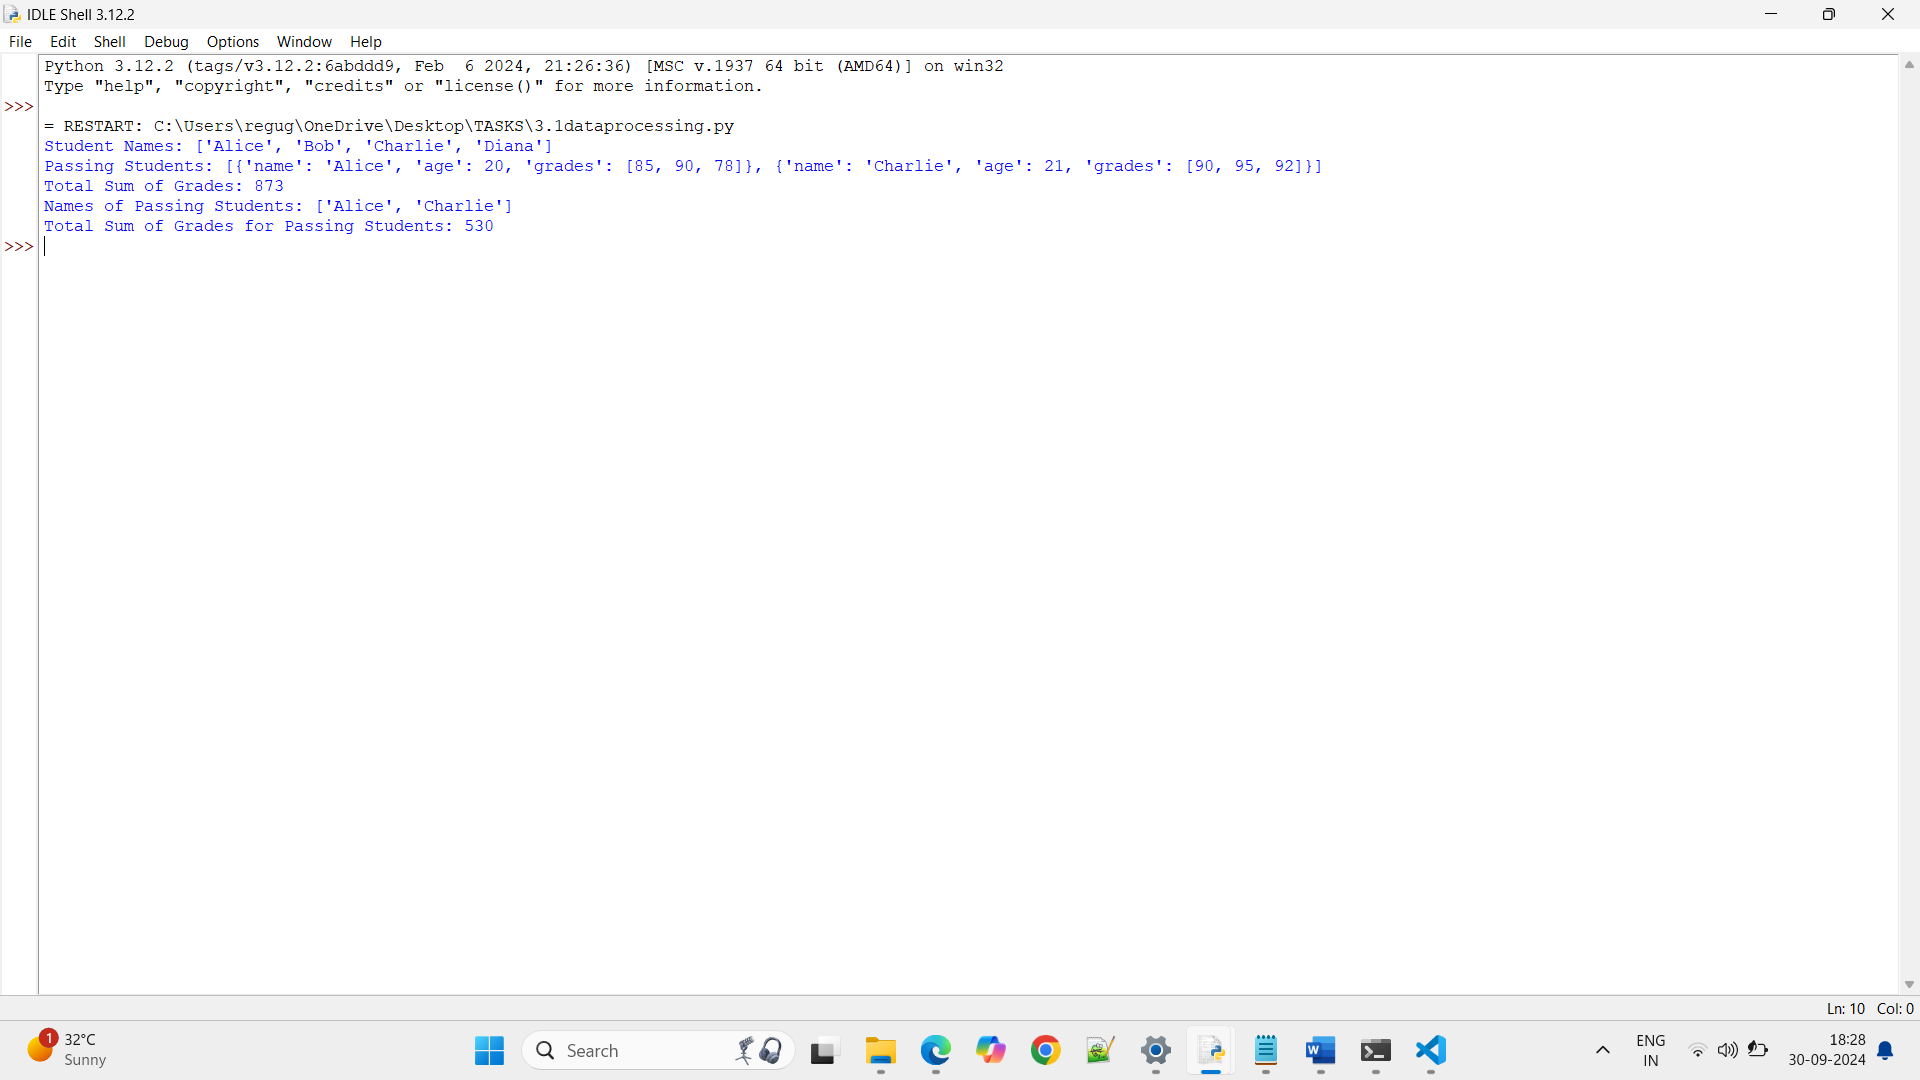 IDLE Shell 3.12.2
File Edit Shell Debug Options Window Help
Python 3.12.2 (tags/v3.12.2:6abddd9, Feb  6 2024, 21:26:36) [MSC v.1937 64 bit (AMD64)] on win32
Type "help", "copyright", "credits" or "license()" for more information.
>>>
= RESTART: C:\Users\regug\OneDrive\Desktop\TASKS\3.1dataprocessing.py
Student Names: ['Alice', 'Bob', 'Charlie', 'Diana']
Passing Students: [{'name': 'Alice', 'age': 20, 'grades': [85, 90, 78]}, {'name': 'Charlie', 'age': 21, 'grades': [90, 95, 92]}]
Total Sum of Grades: 873
Names of Passing Students: ['Alice', 'Charlie']
Total Sum of Grades for Passing Students: 530
>>>
Ln: 10 Col: 0
1
32°C
Sunny
Search
W
ENG
IN
18:28
30-09-2024